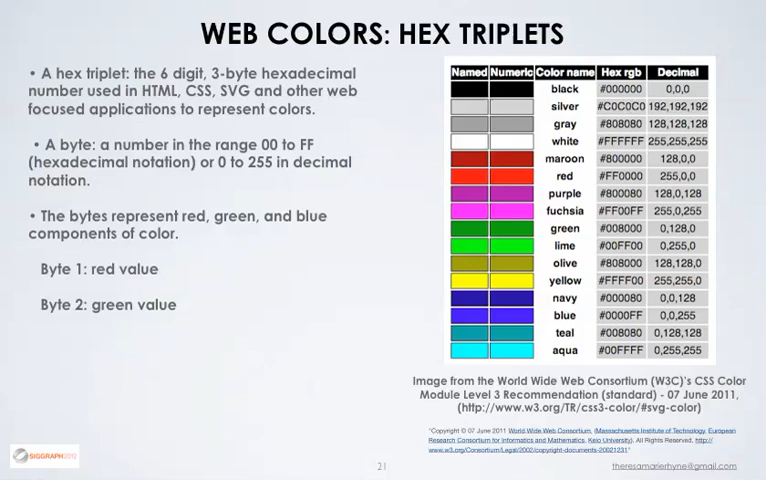 WEB COLORS: HEX TRIPLETS
• A hex triplet: the 6 digit, 3-byte hexadecimal
number used in HTML, CSS, SVG and other web
focused applications to represent colors.
• A byte: a number in the range 00 to FF
(hexadecimal notation) or 0 to 255 in decimal
notation.
• The bytes represent red, green, and blue
components of color.
Byte 1: red value
Byte 2: green value
Named Numeric Color name Hex rgb Decimal
black #000000 0,0,0
silver #C0C0C0 192,192,192
gray #808080 128,128,128
white #FFFFFF 255,255,255
maroon #800000 128,0,0
red #FF0000 255,0,0
purple #800080 128,0,128
fuchsia #FF00FF 255,0,255
green #008000 0,128,0
lime #00FF00 0,255,0
olive #808000 128,128,0
yellow #FFFF00 255,255,0
navy #000080 0,0,128
blue #0000FF 0,0,255
teal #008080 0,128,128
aqua #00FFFF 0,255,255
Image from the World Wide Web Consortium (W3C)'s CSS Color
Module Level 3 Recommendation (standard) - 07 June 2011,
(http://www.w3.org/TR/css3-color/#svg-color)
"Copyright © 07 June 2011 World Wide Web Consortium, (Massachusetts Institute of Technology, European
Research Consortium for Informatics and Mathematics, Keio University). All Rights Reserved. http://
www.w3.org/Consortium/Legal/2002/copyright-documents-20021231"
SIGGRAPH2012
21
theresamarierhyne@gmail.com